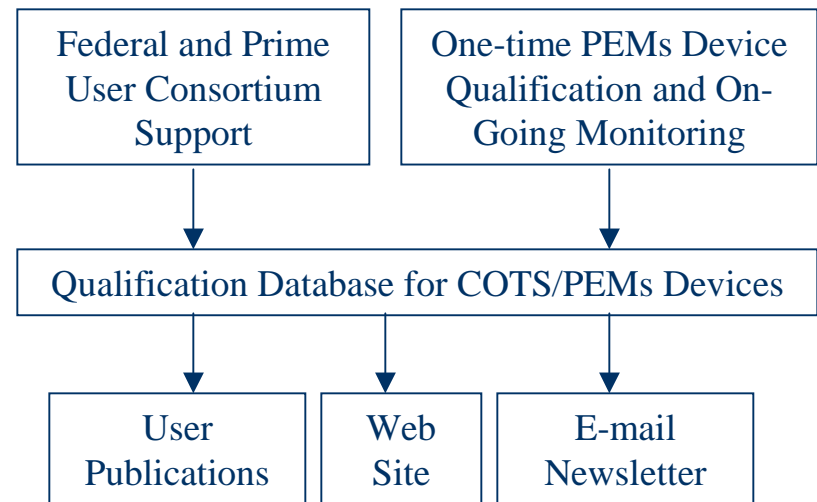 Federal and Prime
User Consortium
Support
One-time PEMs Device
Qualification and On-
Going Monitoring
Qualification Database for COTS/PEMs Devices
User
Publications
Web
Site
E-mail
Newsletter